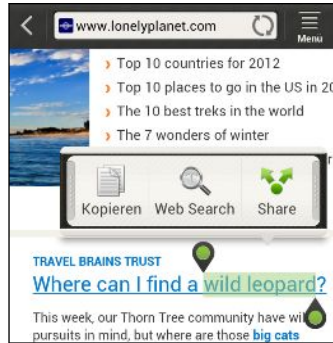 www.lonelyplanet.com
Menu
Top 10 countries for 2012
Top 10 places to go in the US in 20
The 10 best treks in the world
The 7 wonders of winter
Kopieren Web Search Share
TRAVEL BRAINS TRUST
Where can I find a wild leopard?
This week, our Thorn Tree community have wil
pursuits in mind, but where are those big cats